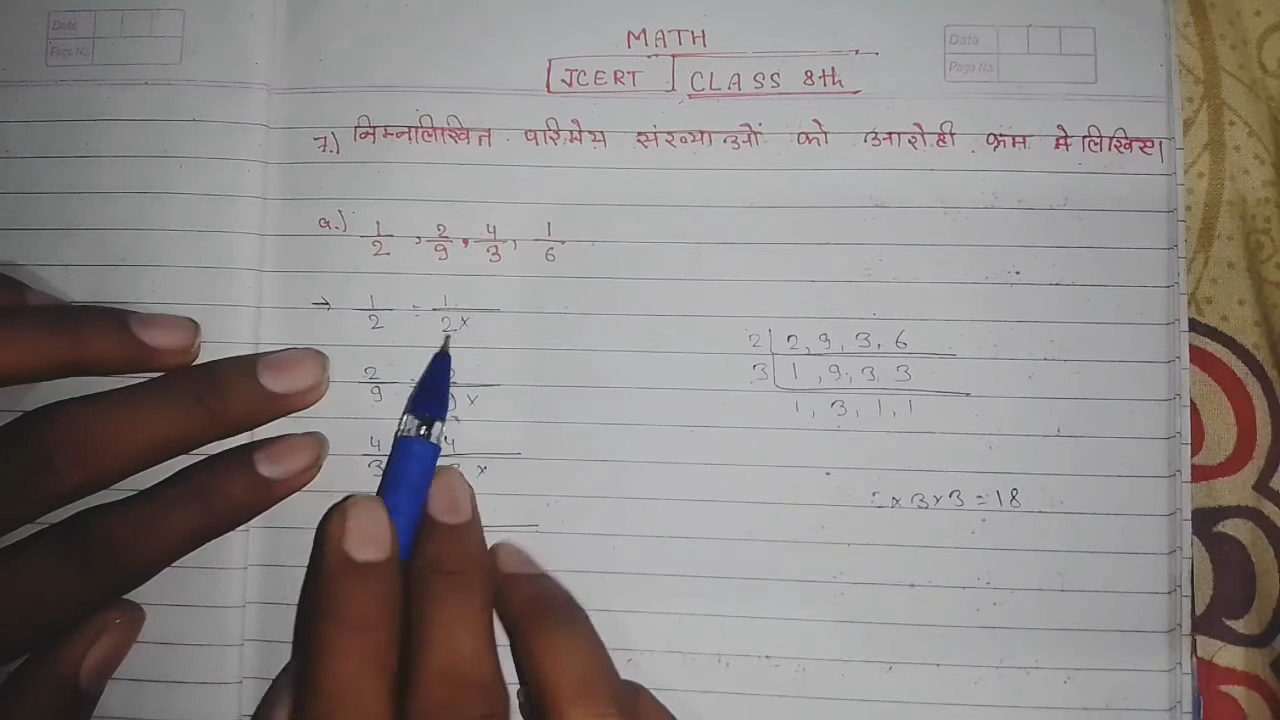 Date
Page No.
Date
Page No.
MATH
JCERT CLASS 8th
7.) निम्नलिखित परिमेय संख्याओं को आरोही क्रम मे लिखिए।
a.) 1/2, 2/9, 4/3, 1/6
→ 1/2 = 1/2×
2/9
4/3
2 | 2, 9, 3, 6
3 | 1, 9, 3, 3
1, 3, 1, 1
×3×3=18